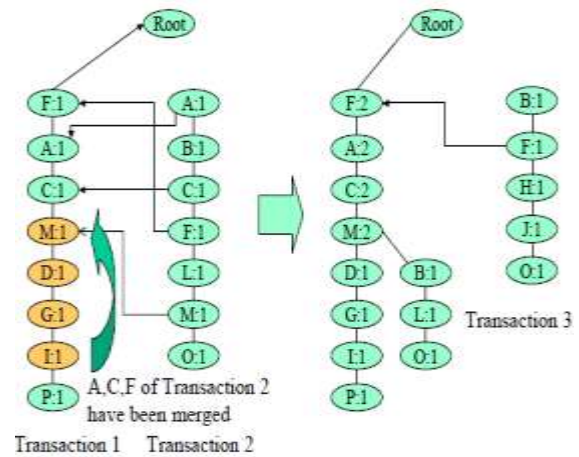 Root
Root
F:1
A:1
F:2
B:1
A:1
B:1
A:2
F:1
C:1
C:1
C:2
H:1
M:1
F:1
M:2
J:1
D:1
L:1
D:1
B:1
O:1
G:1
M:1
G:1
L:1
Transaction 3
I:1
O:1
I:1
O:1
P:1
A,C,F of Transaction 2
have been merged
P:1
Transaction 1
Transaction 2